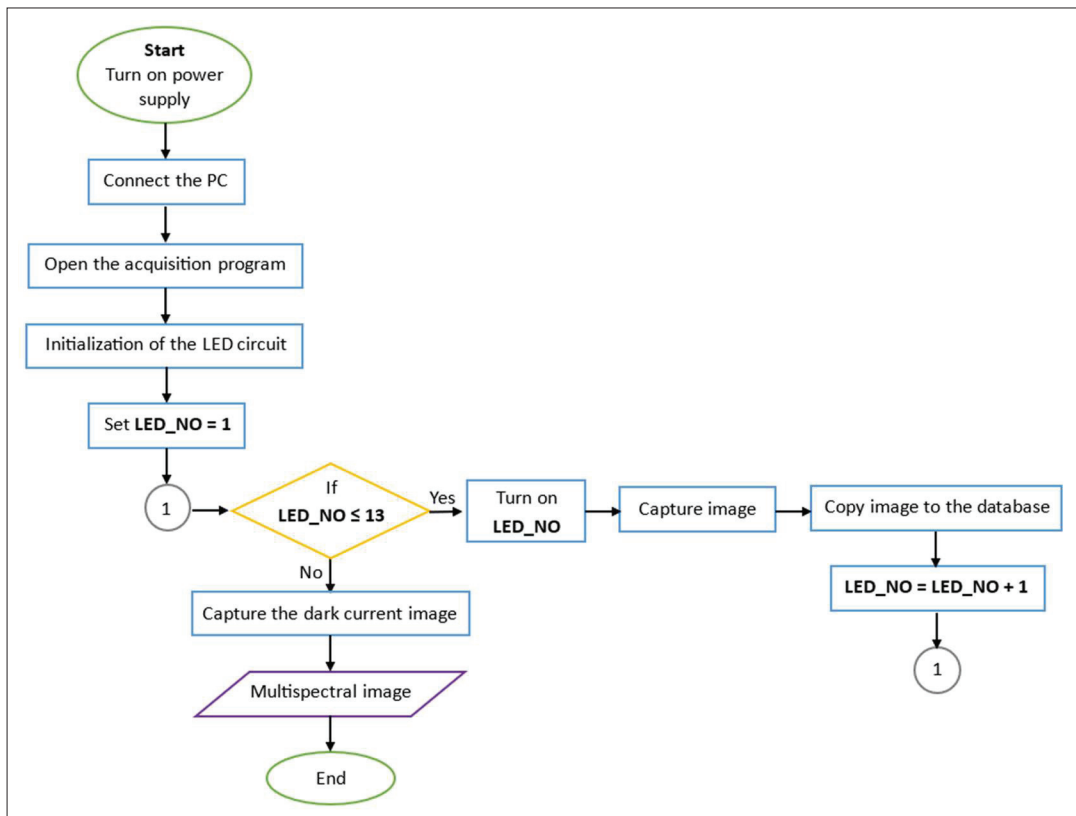 Start
Turn on power
supply
Connect the PC
Open the acquisition program
Initialization of the LED circuit
Set LED_NO = 1
1
If
LED_NO ≤ 13
Yes
Turn on
LED_NO
Capture image
Copy image to the database
LED_NO = LED_NO + 1
1
No
Capture the dark current image
Multispectral image
End